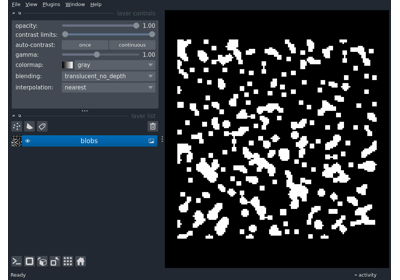 File View Plugins Window Help
layer controls
opacity: 1.00
contrast limits:
auto-contrast: once continuous
gamma: 1.00
colormap: gray
blending: translucent_no_depth
interpolation: nearest
layer list
blobs
Ready activity